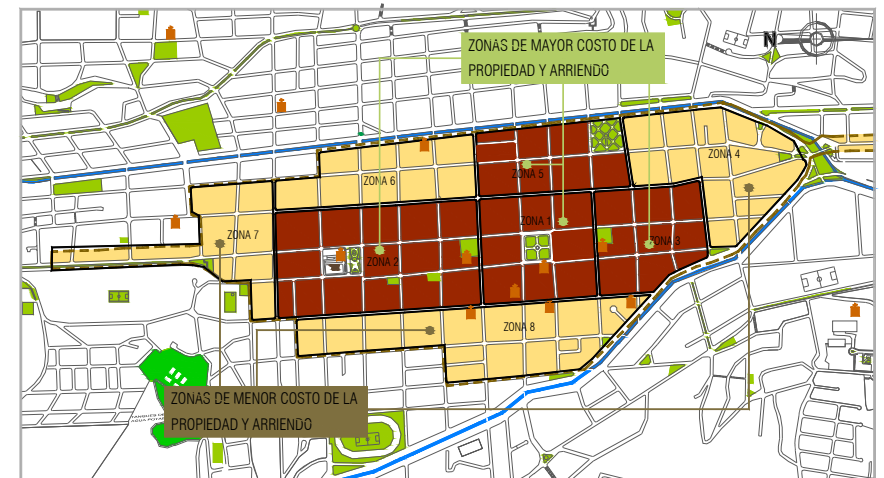 ZONAS DE MAYOR COSTO DE LA
PROPIEDAD Y ARRIENDO
N
ZONA 4
ZONA 5
ZONA 6
ZONA 1
ZONA 7
ZONA 3
ZONA 2
ZONA 8
ZONAS DE MENOR COSTO DE LA
PROPIEDAD Y ARRIENDO